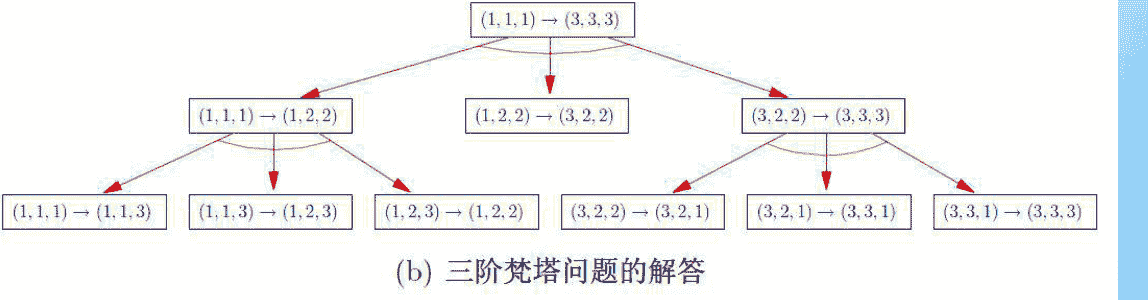 (1,1,1) → (3,3,3)
(1,1,1) → (1,2,2)
(1,2,2) → (3,2,2)
(3,2,2) → (3,3,3)
(1,1,1) → (1,1,3)
(1,1,3) → (1,2,3)
(1,2,3) → (1,2,2)
(3,2,2) → (3,2,1)
(3,2,1) → (3,3,1)
(3,3,1) → (3,3,3)
(b) 三阶梵塔问题的解答